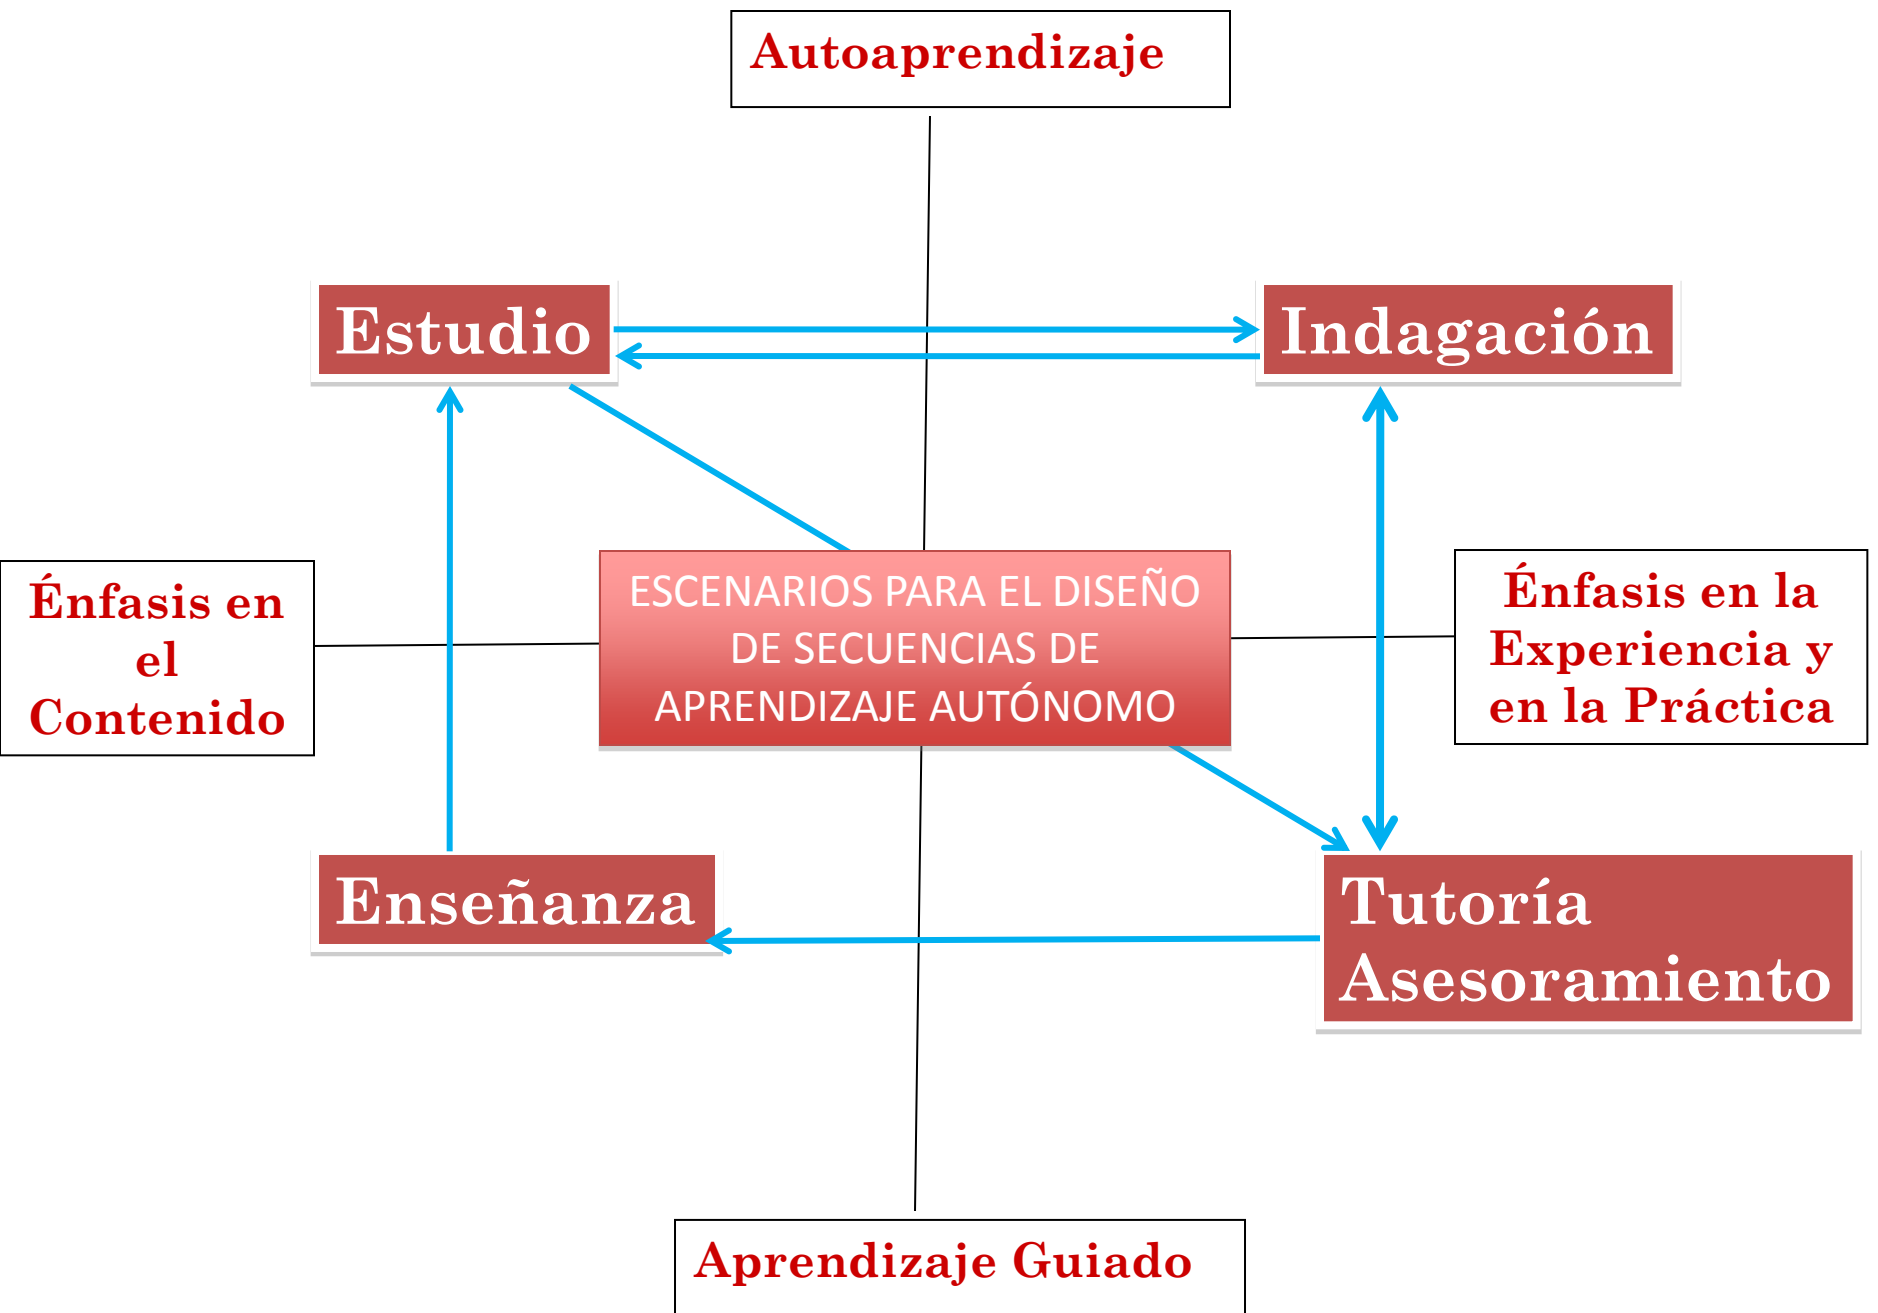 Autoaprendizaje
Estudio
Indagación
Énfasis en
el
Contenido
ESCENARIOS PARA EL DISEÑO
DE SECUENCIAS DE
APRENDIZAJE AUTÓNOMO
Énfasis en la
Experiencia y
en la Práctica
Enseñanza
Tutoría
Asesoramiento
Aprendizaje Guiado